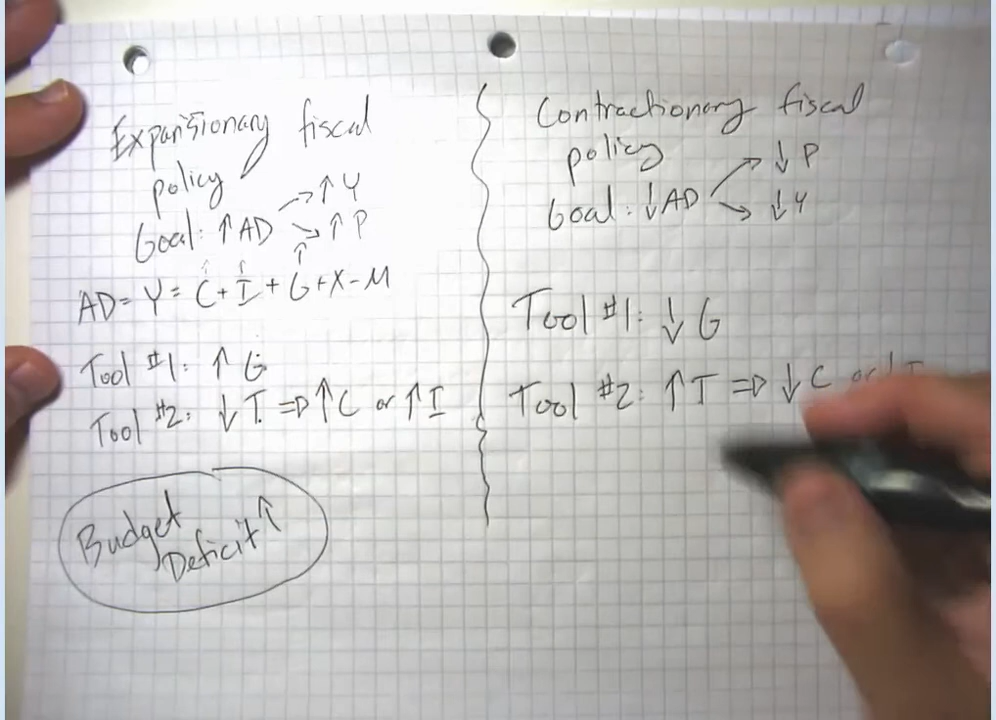 Expansionary fiscal
policy
Goal: ↑ AD → ↑ Y
→ ↑ P
↑
AD = Y = C + I + G + X - M
Tool #1: ↑ G
Tool #2: ↓ T ⇒ ↑ C or ↑ I
Budget
Deficit ↑
Contractionary fiscal
policy
Goal: ↓ AD → ↓ P
→ ↓ Y
Tool #1: ↓ G
Tool #2: ↑ T ⇒ ↓ C or